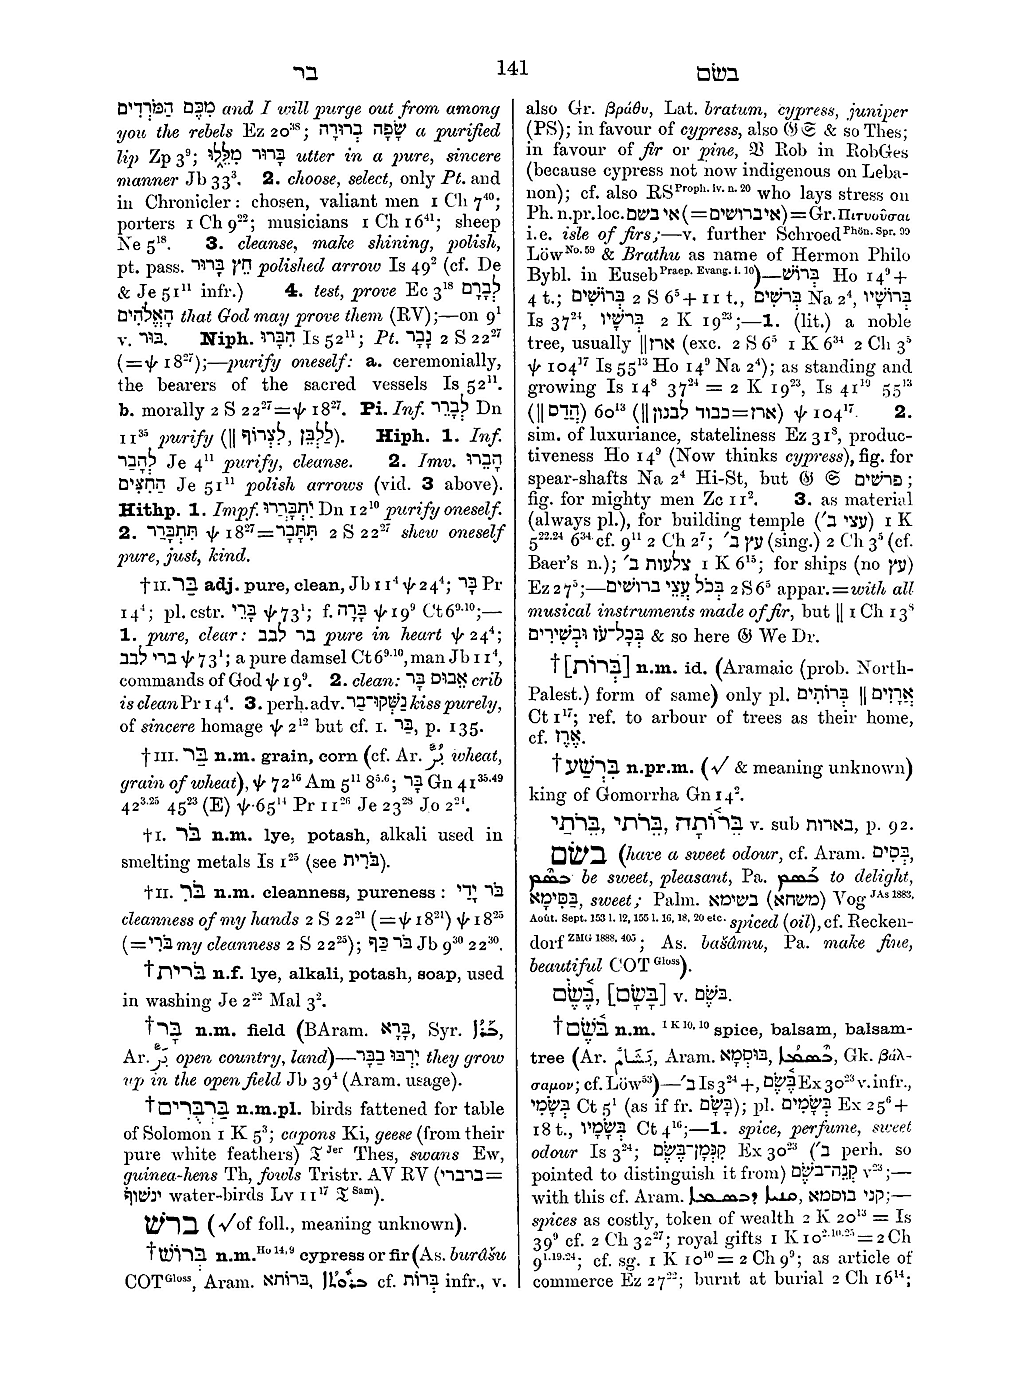 בר 141 בשם
מִכֶּם הַמֹּרְדִים and I will purge out from among
you the rebels Ez 20³⁸; שָׂפָה בְרוּרָה a purified
lip Zp 3⁹; בָּרוּר מִלֵּלוּ utter in a pure, sincere
manner Jb 33³. 2. choose, select, only Pt. and
in Chronicler: chosen, valiant men 1 Ch 7⁴⁰;
porters 1 Ch 9²²; musicians 1 Ch 16⁴¹; sheep
Ne 5¹⁸. 3. cleanse, make shining, polish,
pt. pass. חֵץ בָּרוּר polished arrow Is 49² (cf. De
& Je 51¹¹ infr.) 4. test, prove Ec 3¹⁸ לְבָרָם
הָאֱלֹהִים that God may prove them (RV);—on 9¹
v. בּוּר. Niph. הִבָּרוּ Is 52¹¹; Pt. נָבָר 2 S 22²⁷
(=ψ 18²⁷);—purify oneself: a. ceremonially,
the bearers of the sacred vessels Is 52¹¹.
b. morally 2 S 22²⁷=ψ 18²⁷. Pi. Inf. לְבָרֵר Dn
11³⁵ purify (‖ לִצְרוֹף, לַלְבֵּן). Hiph. 1. Inf.
לְהָבַר Je 4¹¹ purify, cleanse. 2. Imv. הָבֵרוּ
הַחִצִּים Je 51¹¹ polish arrows (vid. 3 above).
Hithp. 1. Impf. יִתְבָּרֲרוּ Dn 12¹⁰ purify oneself.
2. תִּתְבָּרַר ψ 18²⁷=תִּתָּבָר 2 S 22²⁷ shew oneself
pure, just, kind.
†II. בַּר adj. pure, clean, Jb 11⁴ ψ 24⁴; בָּר Pr
14⁴; pl. cstr. בָּרֵי ψ 73¹; f. בָּרָה ψ 19⁹ Ct 6⁹·¹⁰;—
1. pure, clear: בר לבב pure in heart ψ 24⁴;
ברי לבב ψ 73¹; a pure damsel Ct 6⁹·¹⁰, man Jb 11⁴,
commands of God ψ 19⁹. 2. clean: אֵבוּס בָּר crib
is clean Pr 14⁴. 3. perh. adv. נַשְּׁקוּ־בַר kiss purely,
of sincere homage ψ 2¹² but cf. I. בַּר, p. 135.
†III. בַּר n.m. grain, corn (cf. Ar. بُرّ wheat,
grain of wheat), ψ 72¹⁶ Am 5¹¹ 8⁵·⁶; בָּר Gn 41³⁵·⁴⁹
42³·²⁵ 45²³ (E) ψ 65¹⁴ Pr 11²⁶ Je 23²⁸ Jo 2²⁴.
†I. בֹּר n.m. lye, potash, alkali used in
smelting metals Is 1²⁵ (see בֹּרִית).
†II. בֹּר n.m. cleanness, pureness: בֹּר יָדַי
cleanness of my hands 2 S 22²¹ (=ψ 18²¹) ψ 18²⁵
(=בֹּרִי my cleanness 2 S 22²⁵); בֹּר כַּף Jb 9³⁰ 22³⁰.
†בֹּרִית n.f. lye, alkali, potash, soap, used
in washing Je 2²² Mal 3².
†בָּר n.m. field (BAram. בָּרָא, Syr. ܒܪܐ,
Ar. بَرّ open country, land)—יִרְבּוּ בַבָּר they grow
up in the open field Jb 39⁴ (Aram. usage).
†בַּרְבֻּרִים n.m.pl. birds fattened for table
of Solomon 1 K 5³; capons Ki, geese (from their
pure white feathers) 𝔗 Jer Thes, swans Ew,
guinea-hens Th, fowls Tristr. AV RV (ברברי=
ינשוף water-birds Lv 11¹⁷ 𝔗 Sam).
ברשׁ (√of foll., meaning unknown).
†בְּרוֹשׁ n.m. Ho 14,9 cypress or fir (As. burâšu
COT Gloss, Aram. בְּרוֹתא, ܒܪܘܬܐ cf. בְּרוֹת infr., v.
also Gr. βράθυ, Lat. bratum, cypress, juniper
(PS); in favour of cypress, also 𝔊 𝔖 & so Thes;
in favour of fir or pine, 𝔙 Rob in RobGes
(because cypress not now indigenous on Leba-
non); cf. also RS Proph. iv. n. 20 who lays stress on
Ph. n.pr.loc. אי בשם (=אי ברושים)=Gr. Πιτυοῦσαι
i.e. isle of firs;—v. further Schroed Phön. Spr. 99
Löw No. 59 & Brathu as name of Hermon Philo
Bybl. in Euseb Praep. Evang. i. 10)—בְּרוֹשׁ Ho 14⁹+
4 t.; בְּרוֹשִׁים 2 S 6⁵+11 t., בְּרֹשִׁים Na 2⁴, בְּרוֹשָׁיו
Is 37²⁴, בְּרֹשָׁיו 2 K 19²³;—1. (lit.) a noble
tree, usually ‖ ארז (exc. 2 S 6⁵ 1 K 6³⁴ 2 Ch 3⁵
ψ 104¹⁷ Is 55¹³ Ho 14⁹ Na 2⁴); as standing and
growing Is 14⁸ 37²⁴ = 2 K 19²³, Is 41¹⁹ 55¹³
(‖ הֲדַס) 60¹³ (‖ ארז=כבוד לבנון) ψ 104¹⁷. 2.
sim. of luxuriance, stateliness Ez 31⁸, produc-
tiveness Ho 14⁹ (Now thinks cypress), fig. for
spear-shafts Na 2⁴ Hi-St, but 𝔊 𝔖 פרשים;
fig. for mighty men Zc 11². 3. as material
(always pl.), for building temple (עצי ב׳) 1 K
5²²·²⁴ 6³⁴ cf. 9¹¹ 2 Ch 2⁷; עץ ב׳ (sing.) 2 Ch 3⁵ (cf.
Baer's n.); צלעות ב׳ 1 K 6¹⁵; for ships (no עץ)
Ez 27⁵;—בְּכֹל עֲצֵי ברושים 2 S 6⁵ appar.=with all
musical instruments made of fir, but ‖ 1 Ch 13⁸
בְּכָל־עֹז וּבְשִׁירִים & so here 𝔊 We Dr.
†[בְּרוֹת] n.m. id. (Aramaic (prob. North-
Palest.) form of same) only pl. בְּרוֹתִים ‖ אֲרָזִים
Ct 1¹⁷; ref. to arbour of trees as their home,
cf. אֶרֶז.
†בִּרְשַׁע n.pr.m. (√ & meaning unknown)
king of Gomorrha Gn 14².
בֵּרוֹתָה, בֵּרֹתִי, בֵּרֹתַי v. sub בארות, p. 92.
בשׂם (have a sweet odour, cf. Aram. בְּסִים,
ܒܣܡ be sweet, pleasant, Pa. ܒܣܡ to delight,
בַּסִּימָא, sweet; Palm. בשימא (משחא) Vog JAs 1883,
Août. Sept. 153 l. 12, 155 l. 16, 18, 20 etc. spiced (oil), cf. Recken-
dorf ZMG 1888, 405; As. bašâmu, Pa. make fine,
beautiful COT Gloss).
בֶּשֶׂם, [בָּשָׂם] v. בֹּשֶׂם.
†בֹּשֶׂם n.m. 1 K 10, 10 spice, balsam, balsam-
tree (Ar. بَشَام, Aram. בּוּסְמָא, ܒܣܡܐ, Gk. βάλ-
σαμον; cf. Löw⁵³)—ב׳ Is 3²⁴+, בֶּשֶׂם Ex 30²³ v. infr.,
בְּשָׂמִי Ct 5¹ (as if fr. בָּשָׂם); pl. בְּשָׂמִים Ex 25⁶+
18 t., בְּשָׂמָיו Ct 4¹⁶;—1. spice, perfume, sweet
odour Is 3²⁴; קִנְּמָן־בֶּשֶׂם Ex 30²³ (ב׳ perh. so
pointed to distinguish it from) קְנֵה־בֹשֶׂם v²³;—
with this cf. Aram. קני בוסמא;—
spices as costly, token of wealth 2 K 20¹³ = Is
39⁹ cf. 2 Ch 32²⁷; royal gifts 1 K 10²·¹⁰·²⁵=2 Ch
9¹·¹⁹·²⁴; cf. sg. 1 K 10¹⁰=2 Ch 9⁹; as article of
commerce Ez 27²²; burnt at burial 2 Ch 16¹⁴;